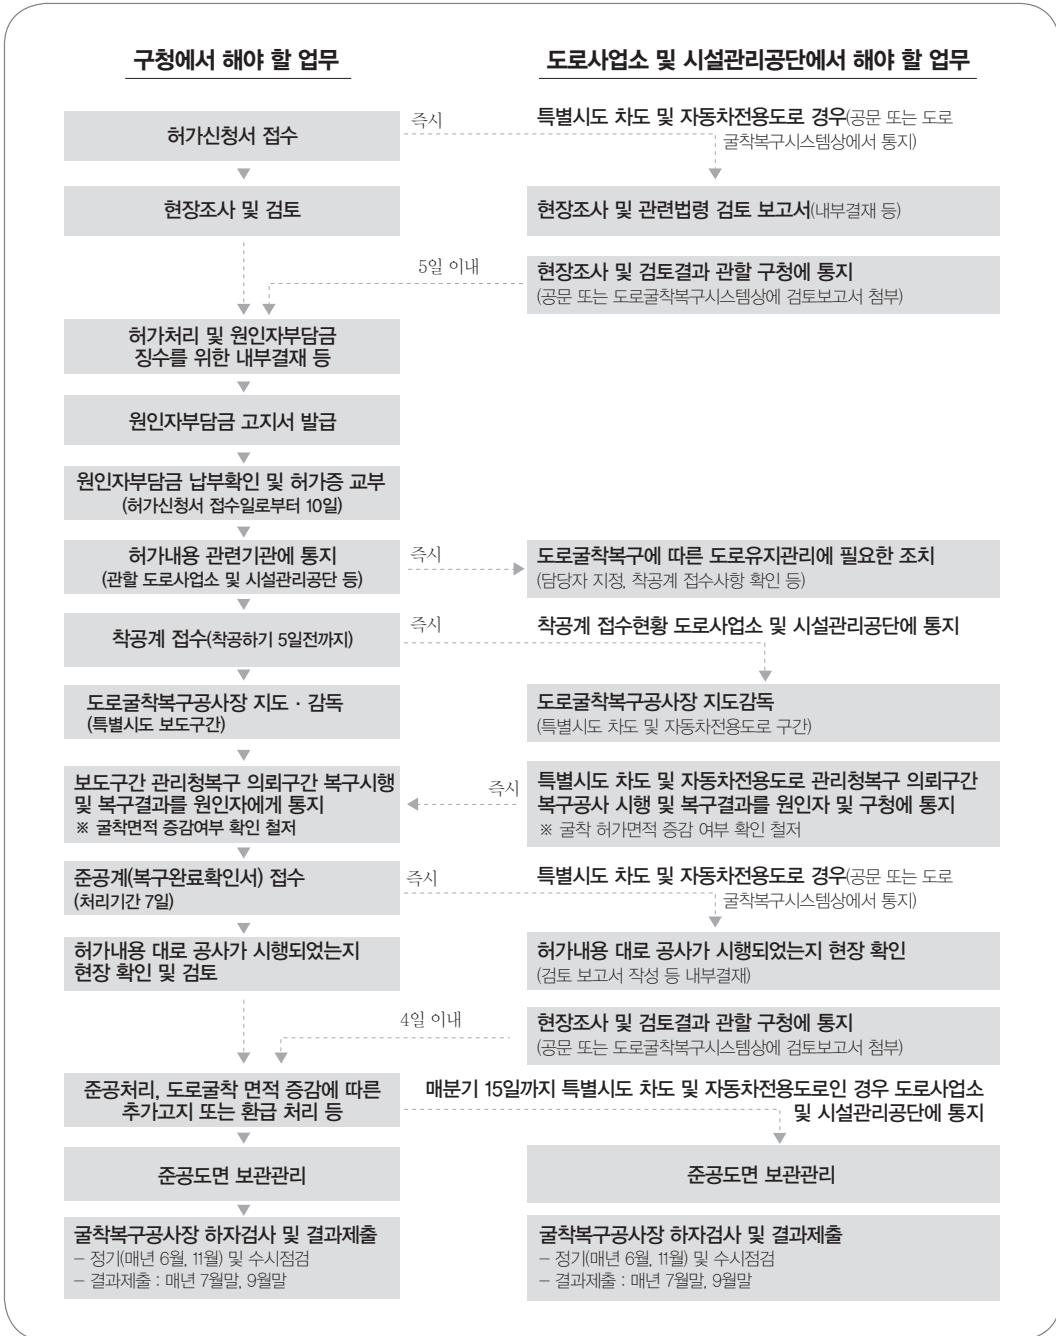 구청에서 해야 할 업무
도로사업소 및 시설관리공단에서 해야 할 업무
허가신청서 접수
즉시
특별시도 차도 및 자동차전용도로 경우(공문 또는 도로
굴착복구시스템상에서 통지)
현장조사 및 검토
현장조사 및 관련법령 검토 보고서(내부결재 등)
5일 이내
현장조사 및 검토결과 관할 구청에 통지
(공문 또는 도로굴착복구시스템상에 검토보고서 첨부)
허가처리 및 원인자부담금
징수를 위한 내부결재 등
원인자부담금 고지서 발급
원인자부담금 납부확인 및 허가증 교부
(허가신청서 접수일로부터 10일)
허가내용 관련기관에 통지
(관할 도로사업소 및 시설관리공단 등)
즉시
도로굴착복구에 따른 도로유지관리에 필요한 조치
(담당자 지정, 착공계 접수사항 확인 등)
착공계 접수(착공하기 5일전까지)
즉시
착공계 접수현황 도로사업소 및 시설관리공단에 통지
도로굴착복구공사장 지도 · 감독
(특별시도 보도구간)
도로굴착복구공사장 지도감독
(특별시도 차도 및 자동차전용도로 구간)
보도구간 관리청복구 의뢰구간 복구시행
및 복구결과를 원인자에게 통지
※ 굴착면적 증감여부 확인 철저
즉시
특별시도 차도 및 자동차전용도로 관리청복구 의뢰구간
복구공사 시행 및 복구결과를 원인자 및 구청에 통지
※ 굴착 허가면적 증감 여부 확인 철저
준공계(복구완료확인서) 접수
(처리기간 7일)
즉시
특별시도 차도 및 자동차전용도로 경우(공문 또는 도로
굴착복구시스템상에서 통지)
허가내용 대로 공사가 시행되었는지
현장 확인 및 검토
허가내용 대로 공사가 시행되었는지 현장 확인
(검토 보고서 작성 등 내부결재)
4일 이내
현장조사 및 검토결과 관할 구청에 통지
(공문 또는 도로굴착복구시스템상에 검토보고서 첨부)
준공처리, 도로굴착 면적 증감에 따른
추가고지 또는 환급 처리 등
매분기 15일까지 특별시도 차도 및 자동차전용도로인 경우 도로사업소
및 시설관리공단에 통지
준공도면 보관관리
준공도면 보관관리
굴착복구공사장 하자검사 및 결과제출
– 정기(매년 6월, 11월) 및 수시점검
– 결과제출 : 매년 7월말, 9월말
굴착복구공사장 하자검사 및 결과제출
– 정기(매년 6월, 11월) 및 수시점검
– 결과제출 : 매년 7월말, 9월말